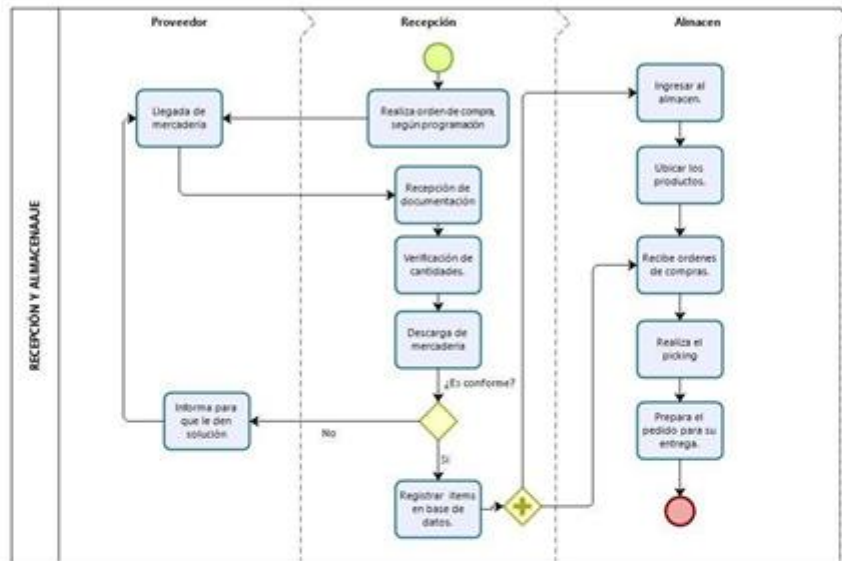 Proveedor
Recepción
Almacen
RECEPCIÓN Y ALMACENAAJE
Llegada de
mercadería
Realiza orden de compra,
según programación
Ingresar al
almacen.
Recepción de
documentación
Ubicar los
productos.
Verificación de
cantidades.
Recibe ordenes
de compras.
Descarga de
mercadería
Realiza el
picking
¿Es conforme?
Informa para
que le den
solución
No
Si
Prepara el
pedido para su
entrega.
Registrar items
en base de
datos.